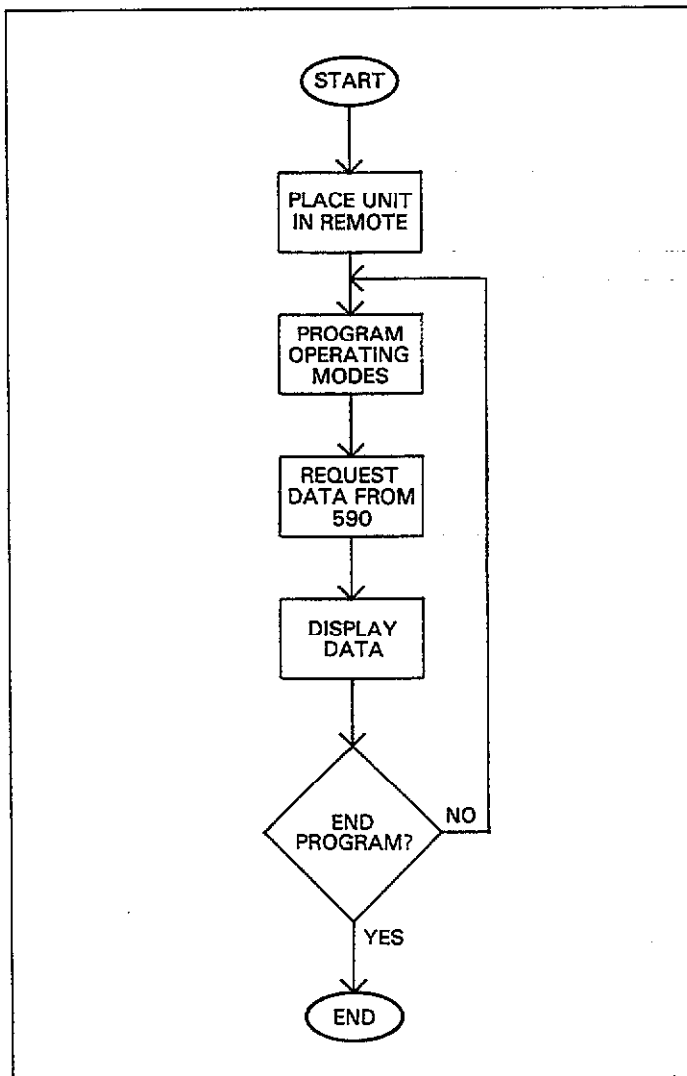 START
PLACE UNIT
IN REMOTE
PROGRAM
OPERATING
MODES
REQUEST
DATA FROM
590
DISPLAY
DATA
END
PROGRAM?
NO
YES
END